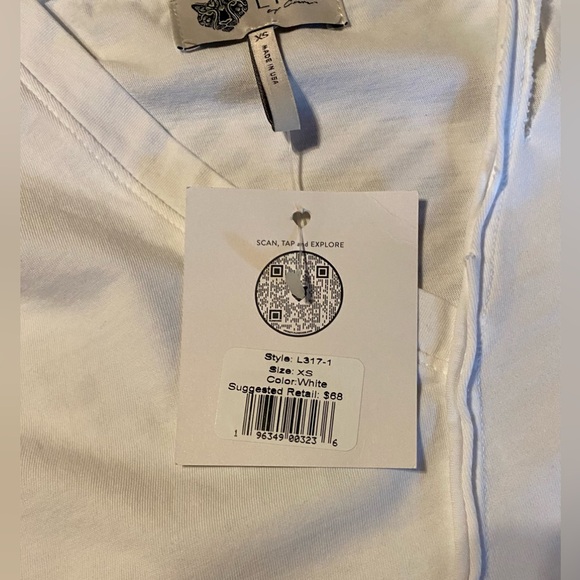 XS
MADE IN USA
SCAN, TAP and EXPLORE
Style: L317-1
Size: XS
Color:White
Suggested Retail: $68
1 96349 00323 6